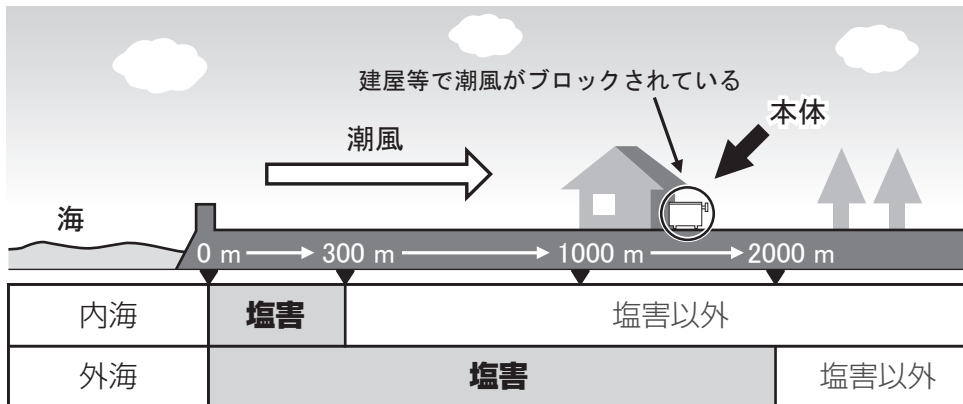 建屋等で潮風がブロックされている
本体
潮風
海
0 m → 300 m → 1000 m → 2000 m
内海 塩害 塩害以外
外海 塩害 塩害以外